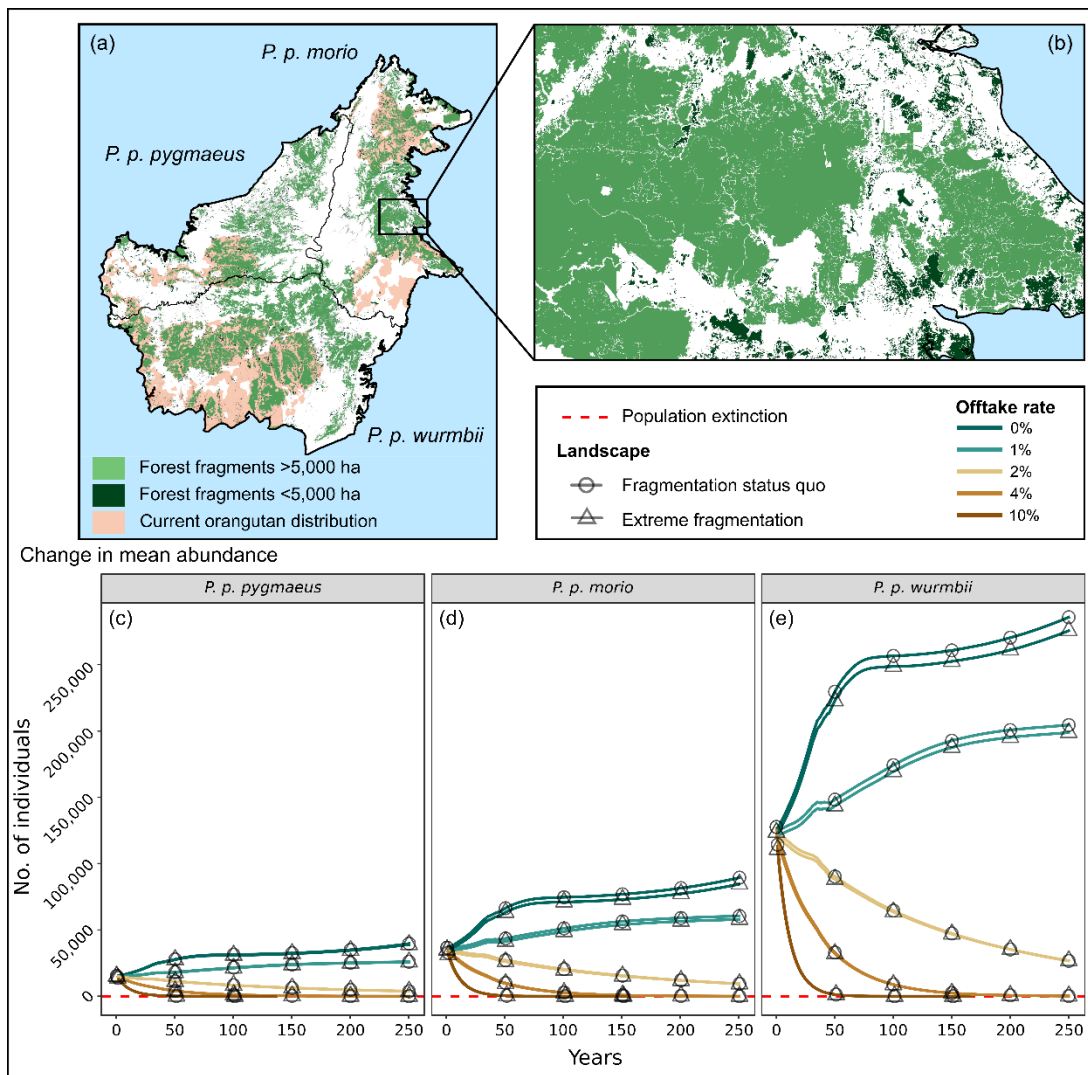 (a)
P. p. morio
P. p. pygmaeus
P. p. wurmbii
Forest fragments >5,000 ha
Forest fragments <5,000 ha
Current orangutan distribution
(b)
Population extinction
Landscape
Fragmentation status quo
Extreme fragmentation
Offtake rate
0%
1%
2%
4%
10%
Change in mean abundance
P. p. pygmaeus
P. p. morio
P. p. wurmbii
(c)
(d)
(e)
No. of individuals
250,000
200,000
150,000
100,000
50,000
0
0 50 100 150 200 250
0 50 100 150 200 250
0 50 100 150 200 250
Years